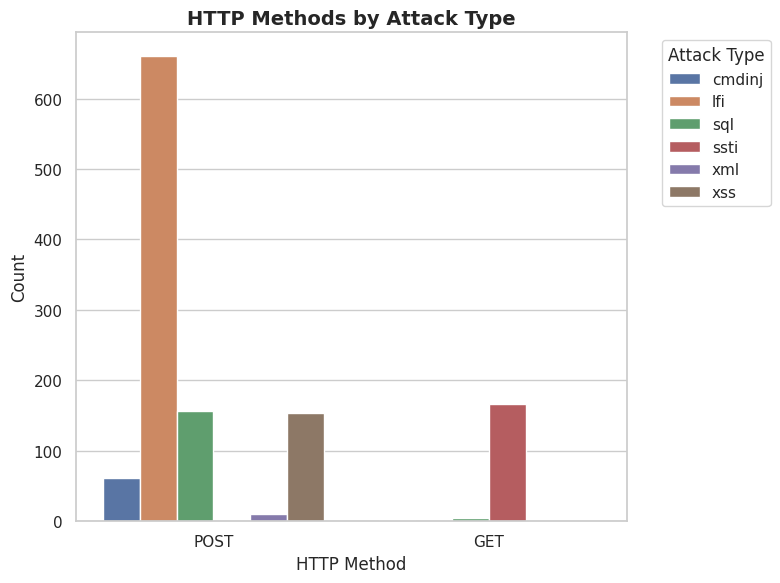 HTTP Methods by Attack Type
Attack Type
cmdinj
lfi
sql
ssti
xml
xss
Count
600
500
400
300
200
100
0
POST
GET
HTTP Method